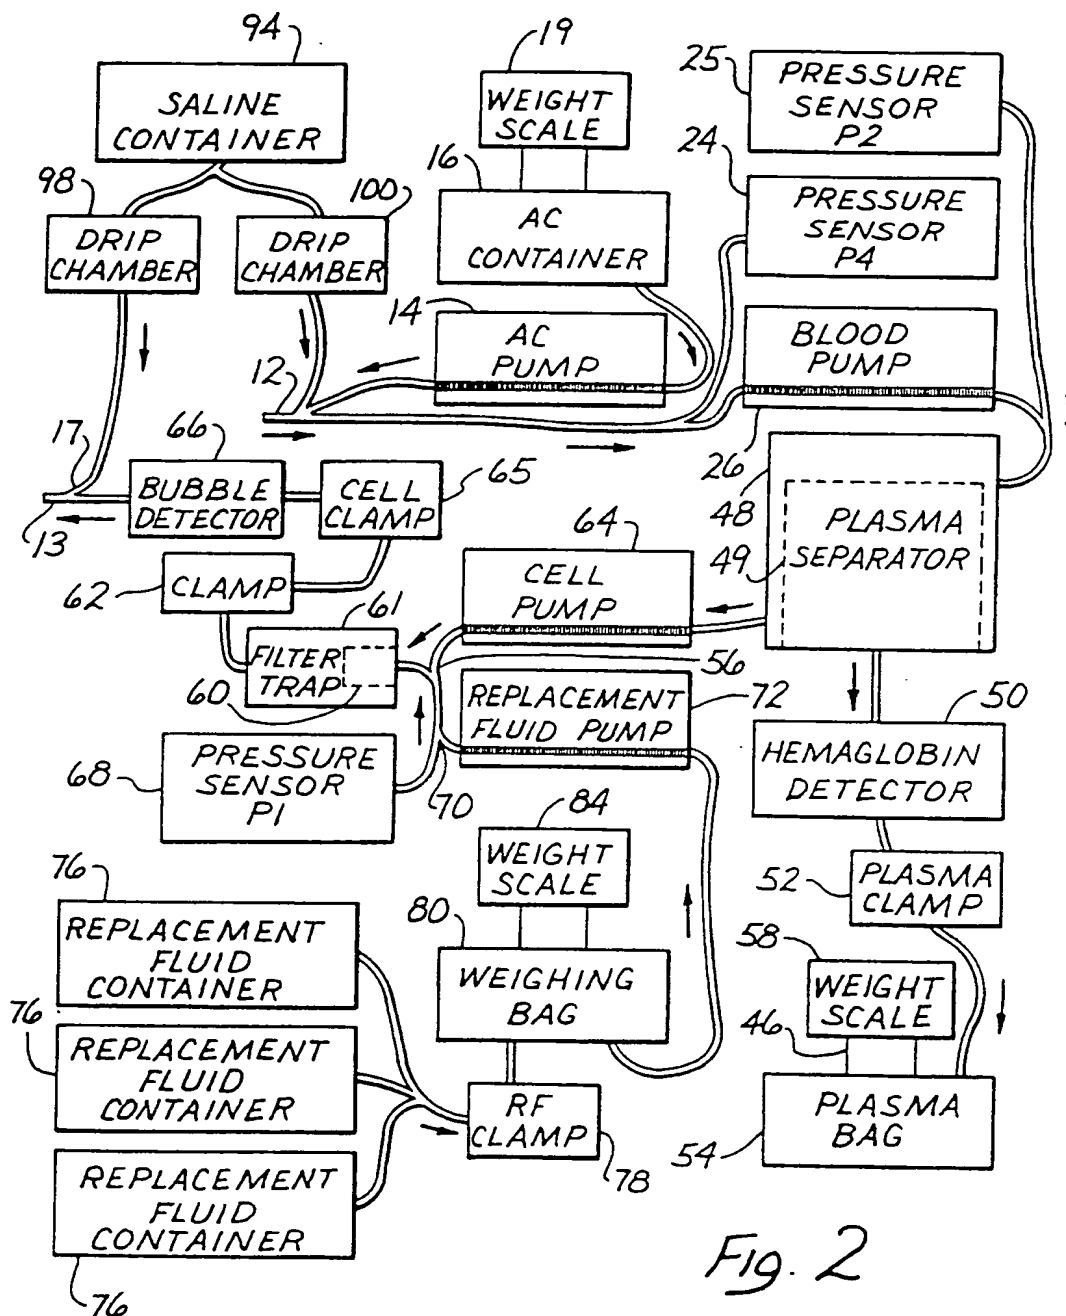 94
SALINE
CONTAINER
98
DRIP
CHAMBER
100
DRIP
CHAMBER
19
WEIGHT
SCALE
16
AC
CONTAINER
14
AC
PUMP
25
PRESSURE
SENSOR
P2
24
PRESSURE
SENSOR
P4
BLOOD
PUMP
26
12
17
13
66
BUBBLE
DETECTOR
65
CELL
CLAMP
48
49
PLASMA
SEPARATOR
62
CLAMP
64
CELL
PUMP
61
FILTER
TRAP
60
56
REPLACEMENT
FLUID PUMP
72
68
PRESSURE
SENSOR
P1
70
50
HEMAGLOBIN
DETECTOR
84
WEIGHT
SCALE
52
PLASMA
CLAMP
76
REPLACEMENT
FLUID
CONTAINER
80
WEIGHING
BAG
58
WEIGHT
SCALE
46
76
REPLACEMENT
FLUID
CONTAINER
RF
CLAMP
78
54
PLASMA
BAG
REPLACEMENT
FLUID
CONTAINER
76
Fig. 2